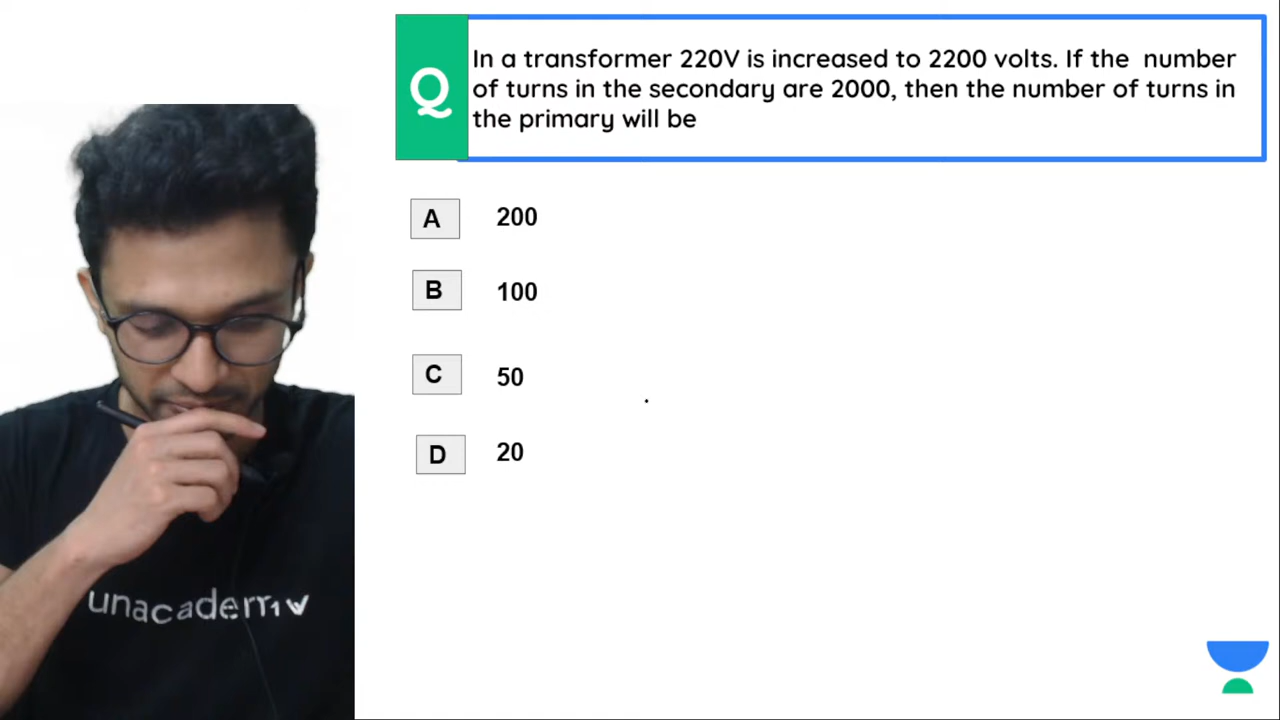 Q
In a transformer 220V is increased to 2200 volts. If the number
of turns in the secondary are 2000, then the number of turns in
the primary will be
A 200
B 100
C 50
D 20